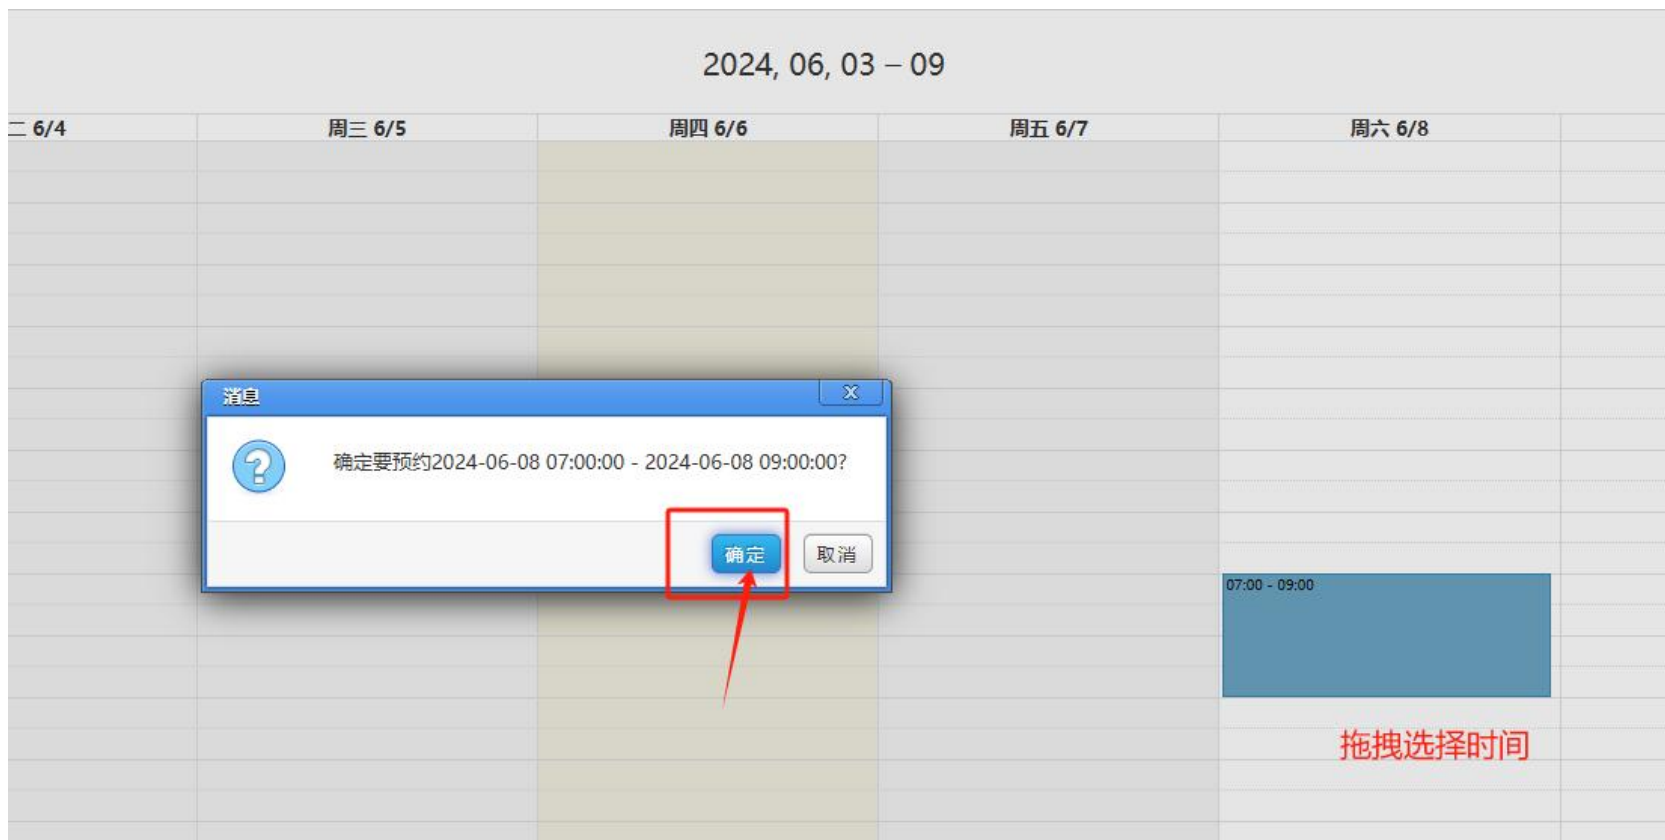 2024, 06, 03 – 09
二 6/4
周三 6/5
周四 6/6
周五 6/7
周六 6/8
消息
X
确定要预约2024-06-08 07:00:00 - 2024-06-08 09:00:00?
确定
取消
07:00 - 09:00
拖拽选择时间